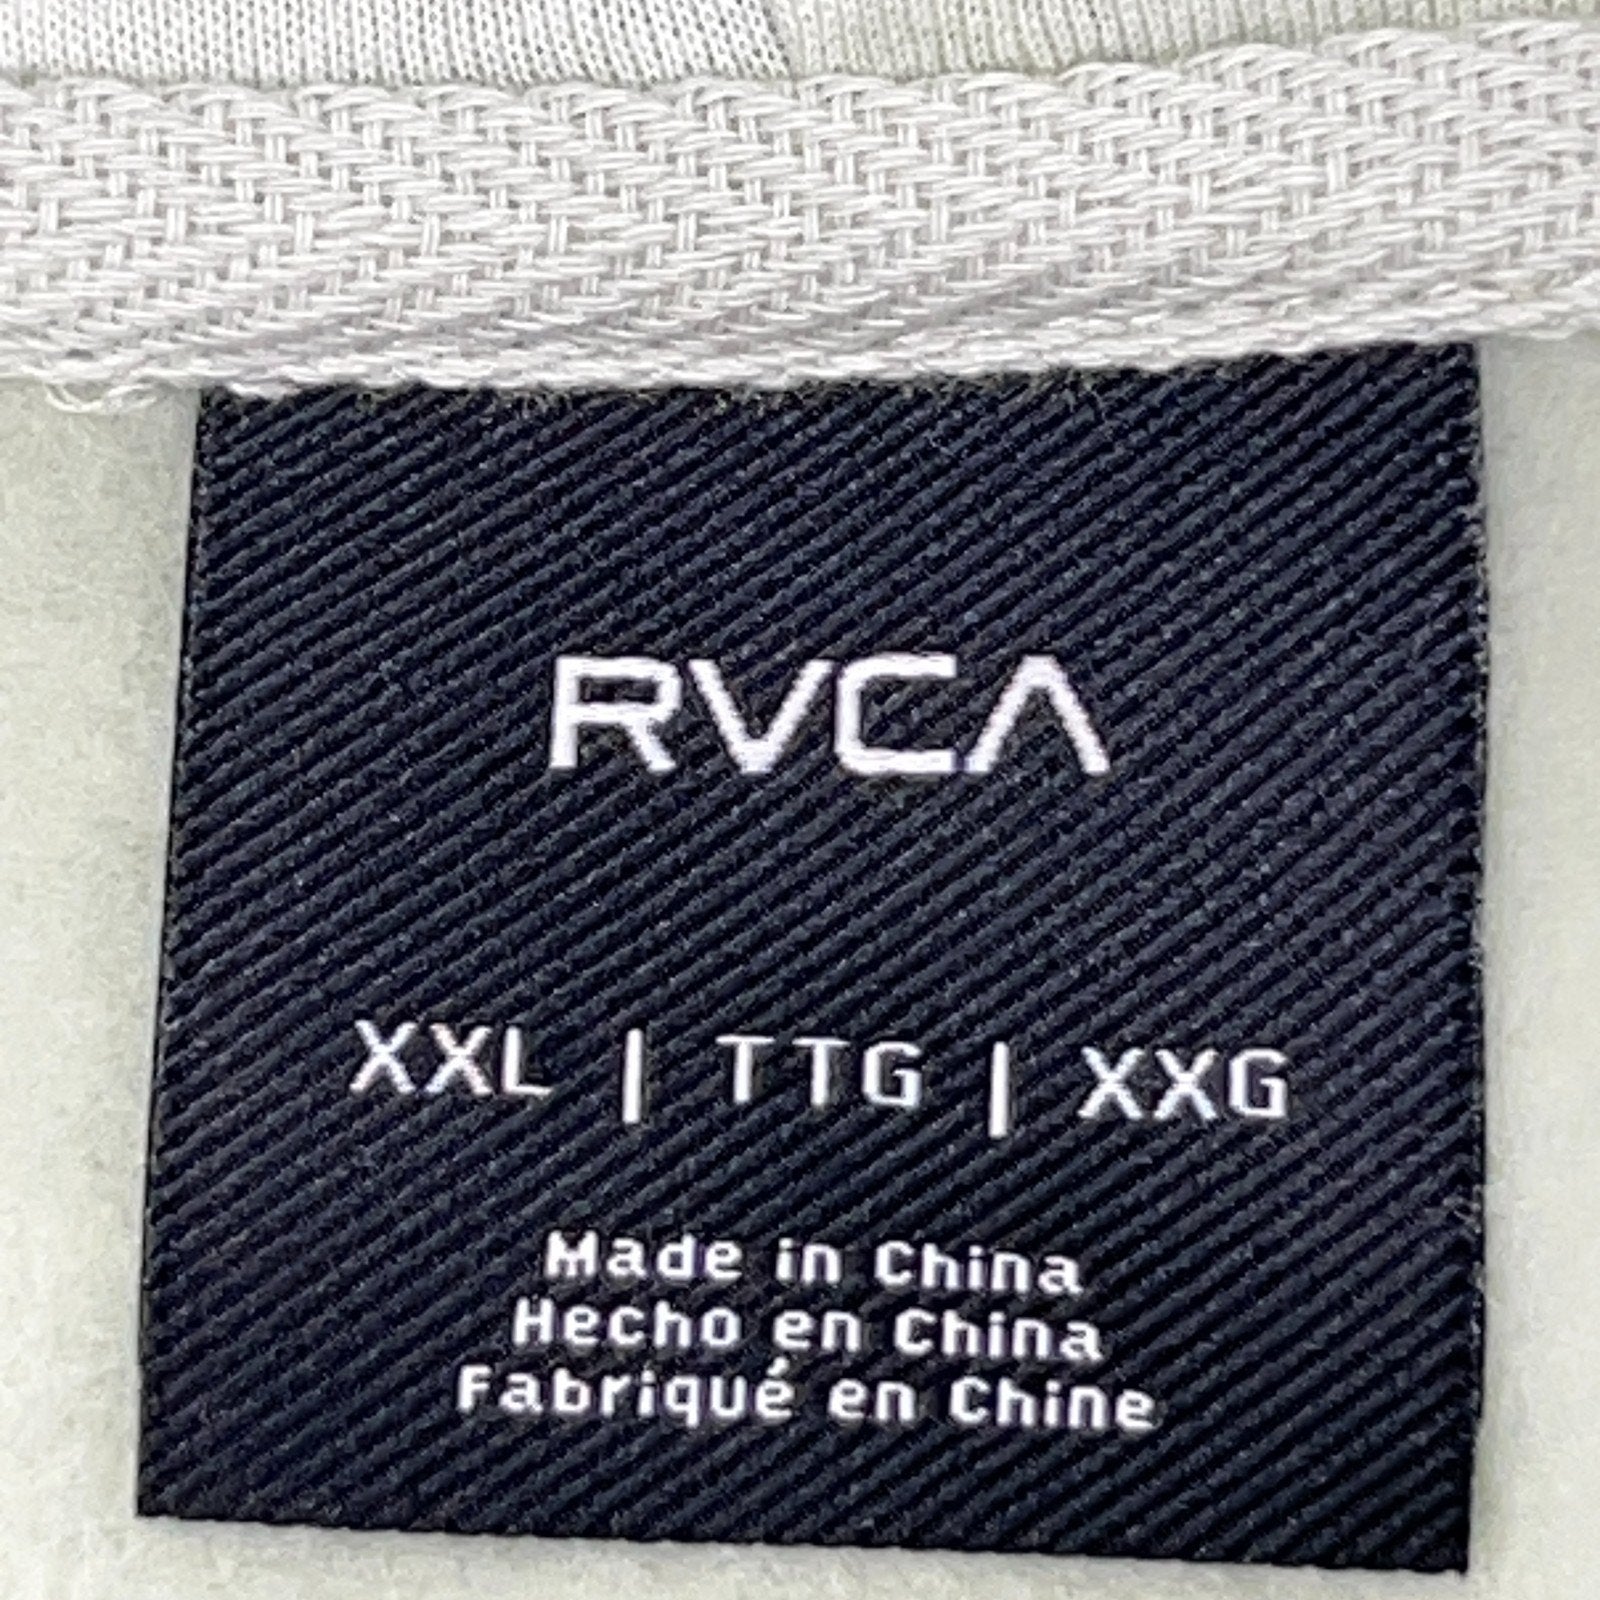 RVCA
XXL | TTG | XXG
Made in China
Hecho en China
Fabriqué en Chine